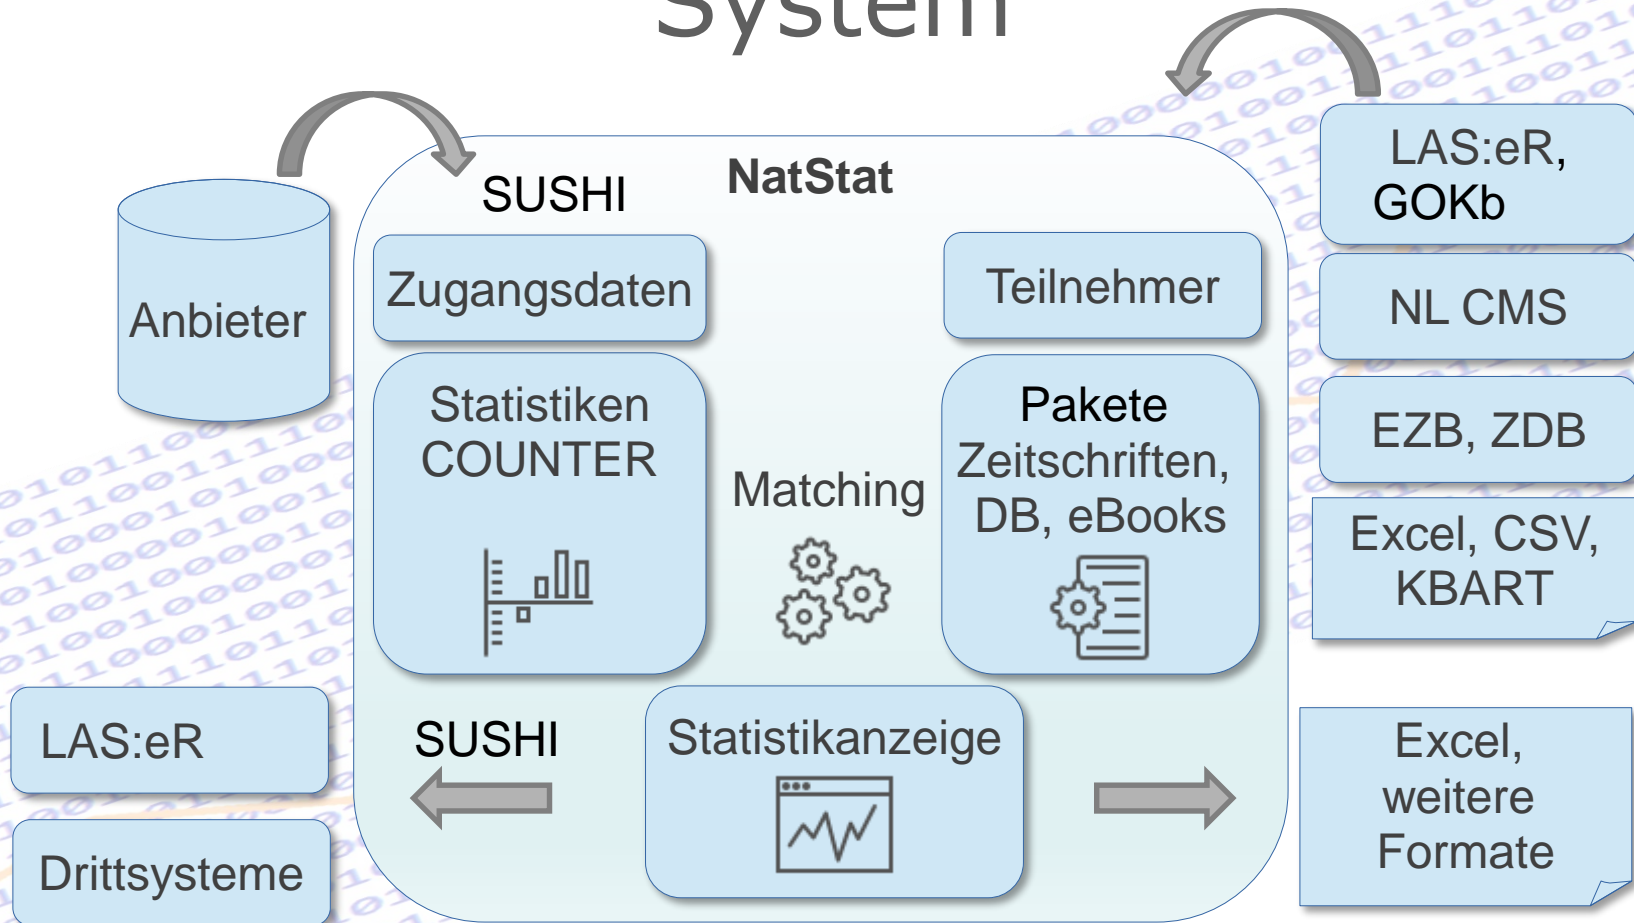 System
NatStat
SUSHI
Anbieter
Zugangsdaten
Statistiken
COUNTER
Matching
Teilnehmer
Pakete
Zeitschriften,
DB, eBooks
LAS:eR,
GOKb
NL CMS
EZB, ZDB
Excel, CSV,
KBART
LAS:eR
Drittsysteme
SUSHI
Statistikanzeige
Excel,
weitere
Formate